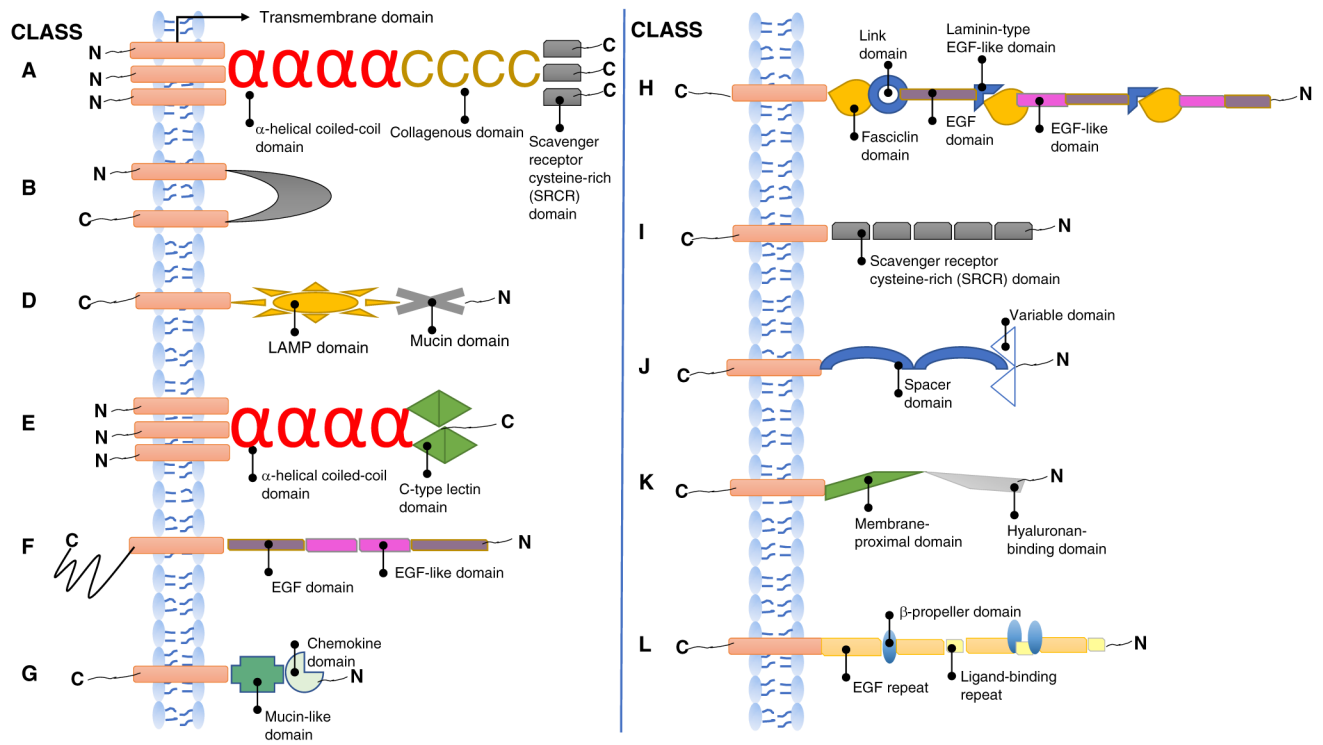 CLASS
Transmembrane domain
A
N
N
N
αααα
CCCC
C
C
C
α-helical coiled-coil
domain
Collagenous domain
Scavenger
receptor
cysteine-rich
(SRCR)
domain
B
N
C
D
C
N
LAMP domain
Mucin domain
E
N
N
N
αααα
C
α-helical coiled-coil
domain
C-type lectin
domain
F
C
N
EGF domain
EGF-like domain
G
C
Chemokine
domain
N
Mucin-like
domain
CLASS
H
C
Link
domain
Laminin-type
EGF-like domain
N
Fasciclin
domain
EGF
domain
EGF-like
domain
I
C
N
Scavenger receptor
cysteine-rich (SRCR) domain
J
C
Variable domain
N
Spacer
domain
K
C
N
Membrane-
proximal domain
Hyaluronan-
binding domain
L
C
β-propeller domain
N
EGF repeat
Ligand-binding
repeat